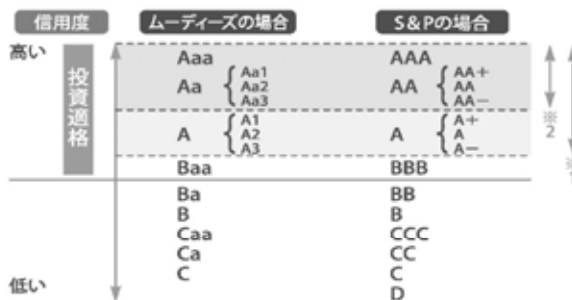 信用度 ムーディーズの場合 S&Pの場合
高い
投資適格
Aaa AAA
Aa { Aa1 Aa2 Aa3 AA { AA+ AA AA−
A { A1 A2 A3 A { A+ A A−
Baa BBB
Ba BB
B B
Caa CCC
Ca CC
C C
低い D
※2
※